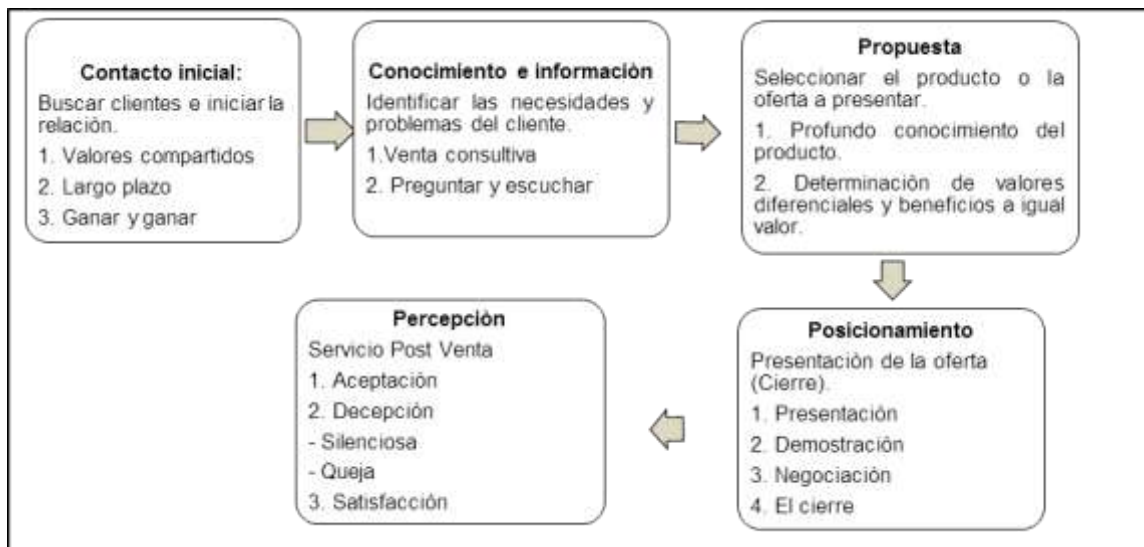 Contacto inicial:
Buscar clientes e iniciar la
relación.
1. Valores compartidos
2. Largo plazo
3. Ganar y ganar
Conocimiento e información
Identificar las necesidades y
problemas del cliente.
1.Venta consultiva
2. Preguntar y escuchar
Propuesta
Seleccionar el producto o la
oferta a presentar.
1. Profundo conocimiento del
producto.
2. Determinación de valores
diferenciales y beneficios a igual
valor.
Posicionamiento
Presentación de la oferta
(Cierre).
1. Presentación
2. Demostración
3. Negociación
4. El cierre
Percepción
Servicio Post Venta
1. Aceptación
2. Decepción
- Silenciosa
- Queja
3. Satisfacción